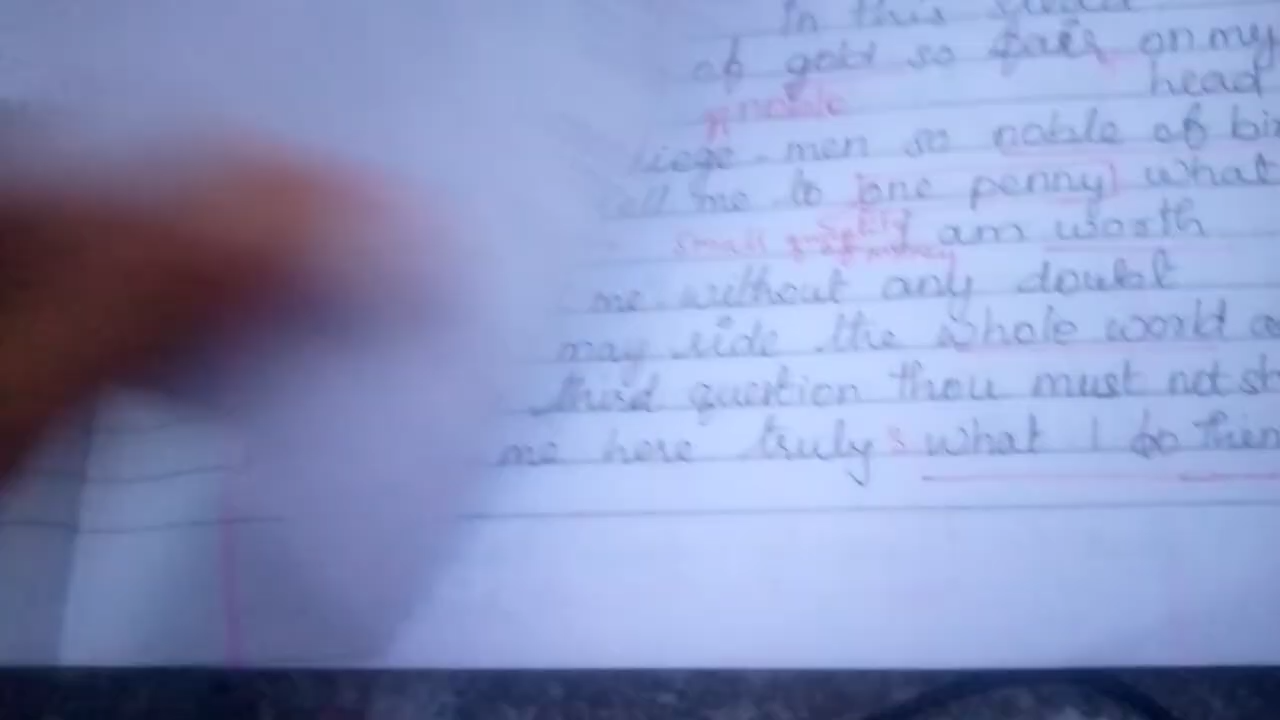 In this
of gold so fair on my
head
noble
liege-men so noble of
me to one penny what
small am worth
me without any doubt
may ride the whole world
third question thou must not
me here truly what I do